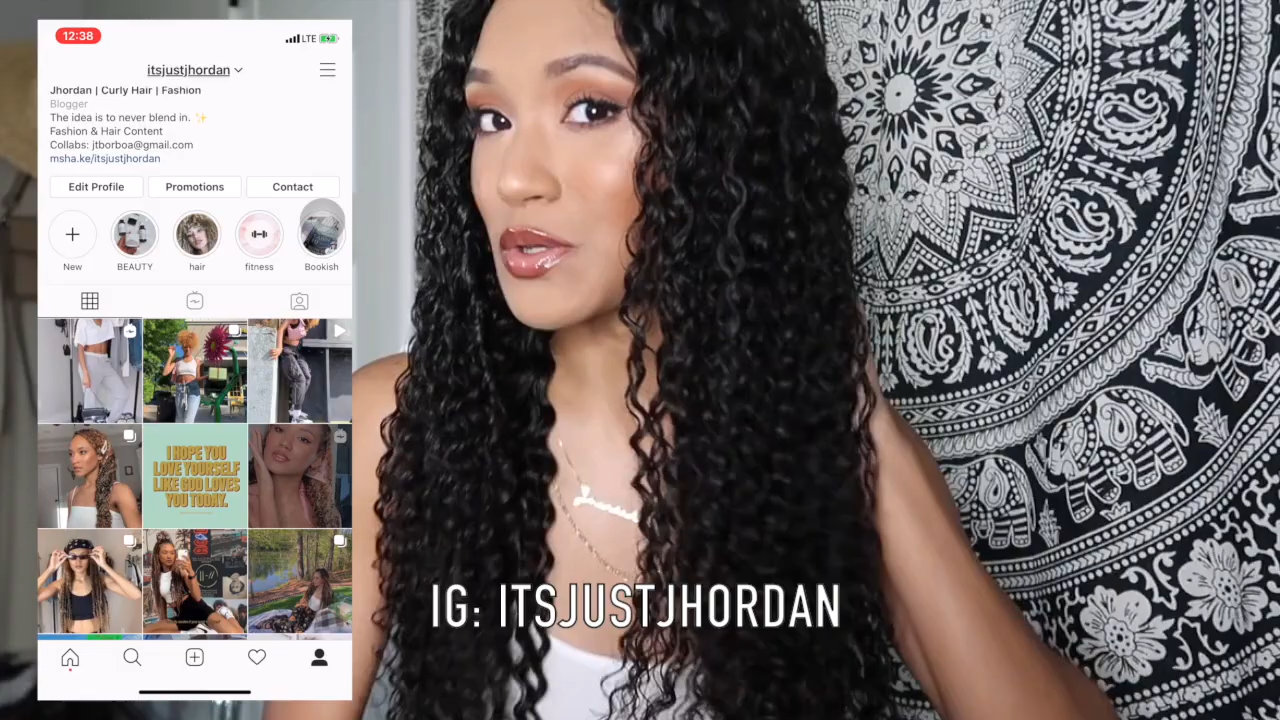 12:38
LTE
itsjustjhordan
Jhordan | Curly Hair | Fashion
Blogger
The idea is to never blend in. ✨
Fashion & Hair Content
Collabs: jtborboa@gmail.com
msha.ke/itsjustjhordan
Edit Profile Promotions Contact
New BEAUTY hair fitness Bookish
I HOPE YOU
LOVE YOURSELF
LIKE GOD LOVES
YOU TODAY.
IG: ITSJUSTJHORDAN